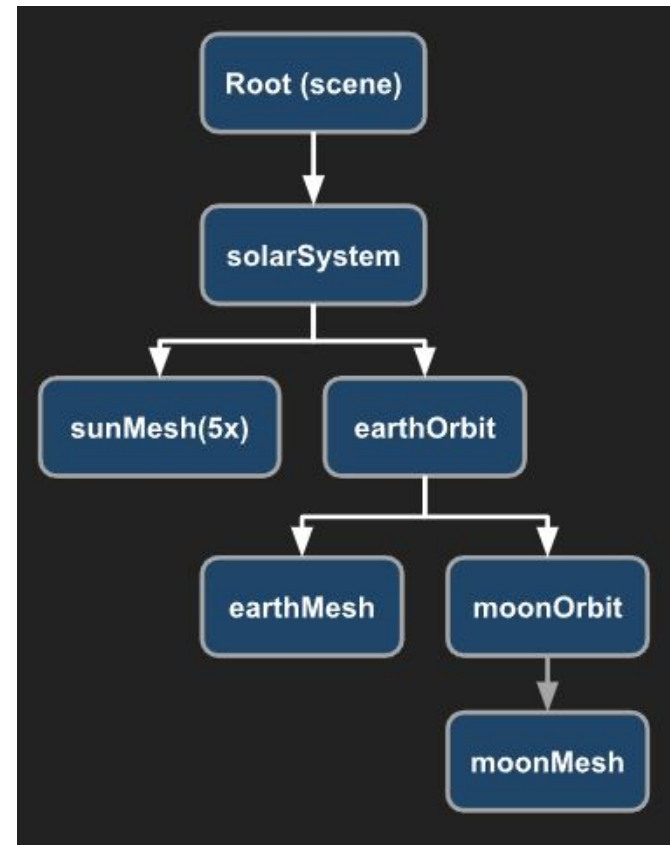 Root (scene)
solarSystem
sunMesh(5x)
earthOrbit
earthMesh
moonOrbit
moonMesh